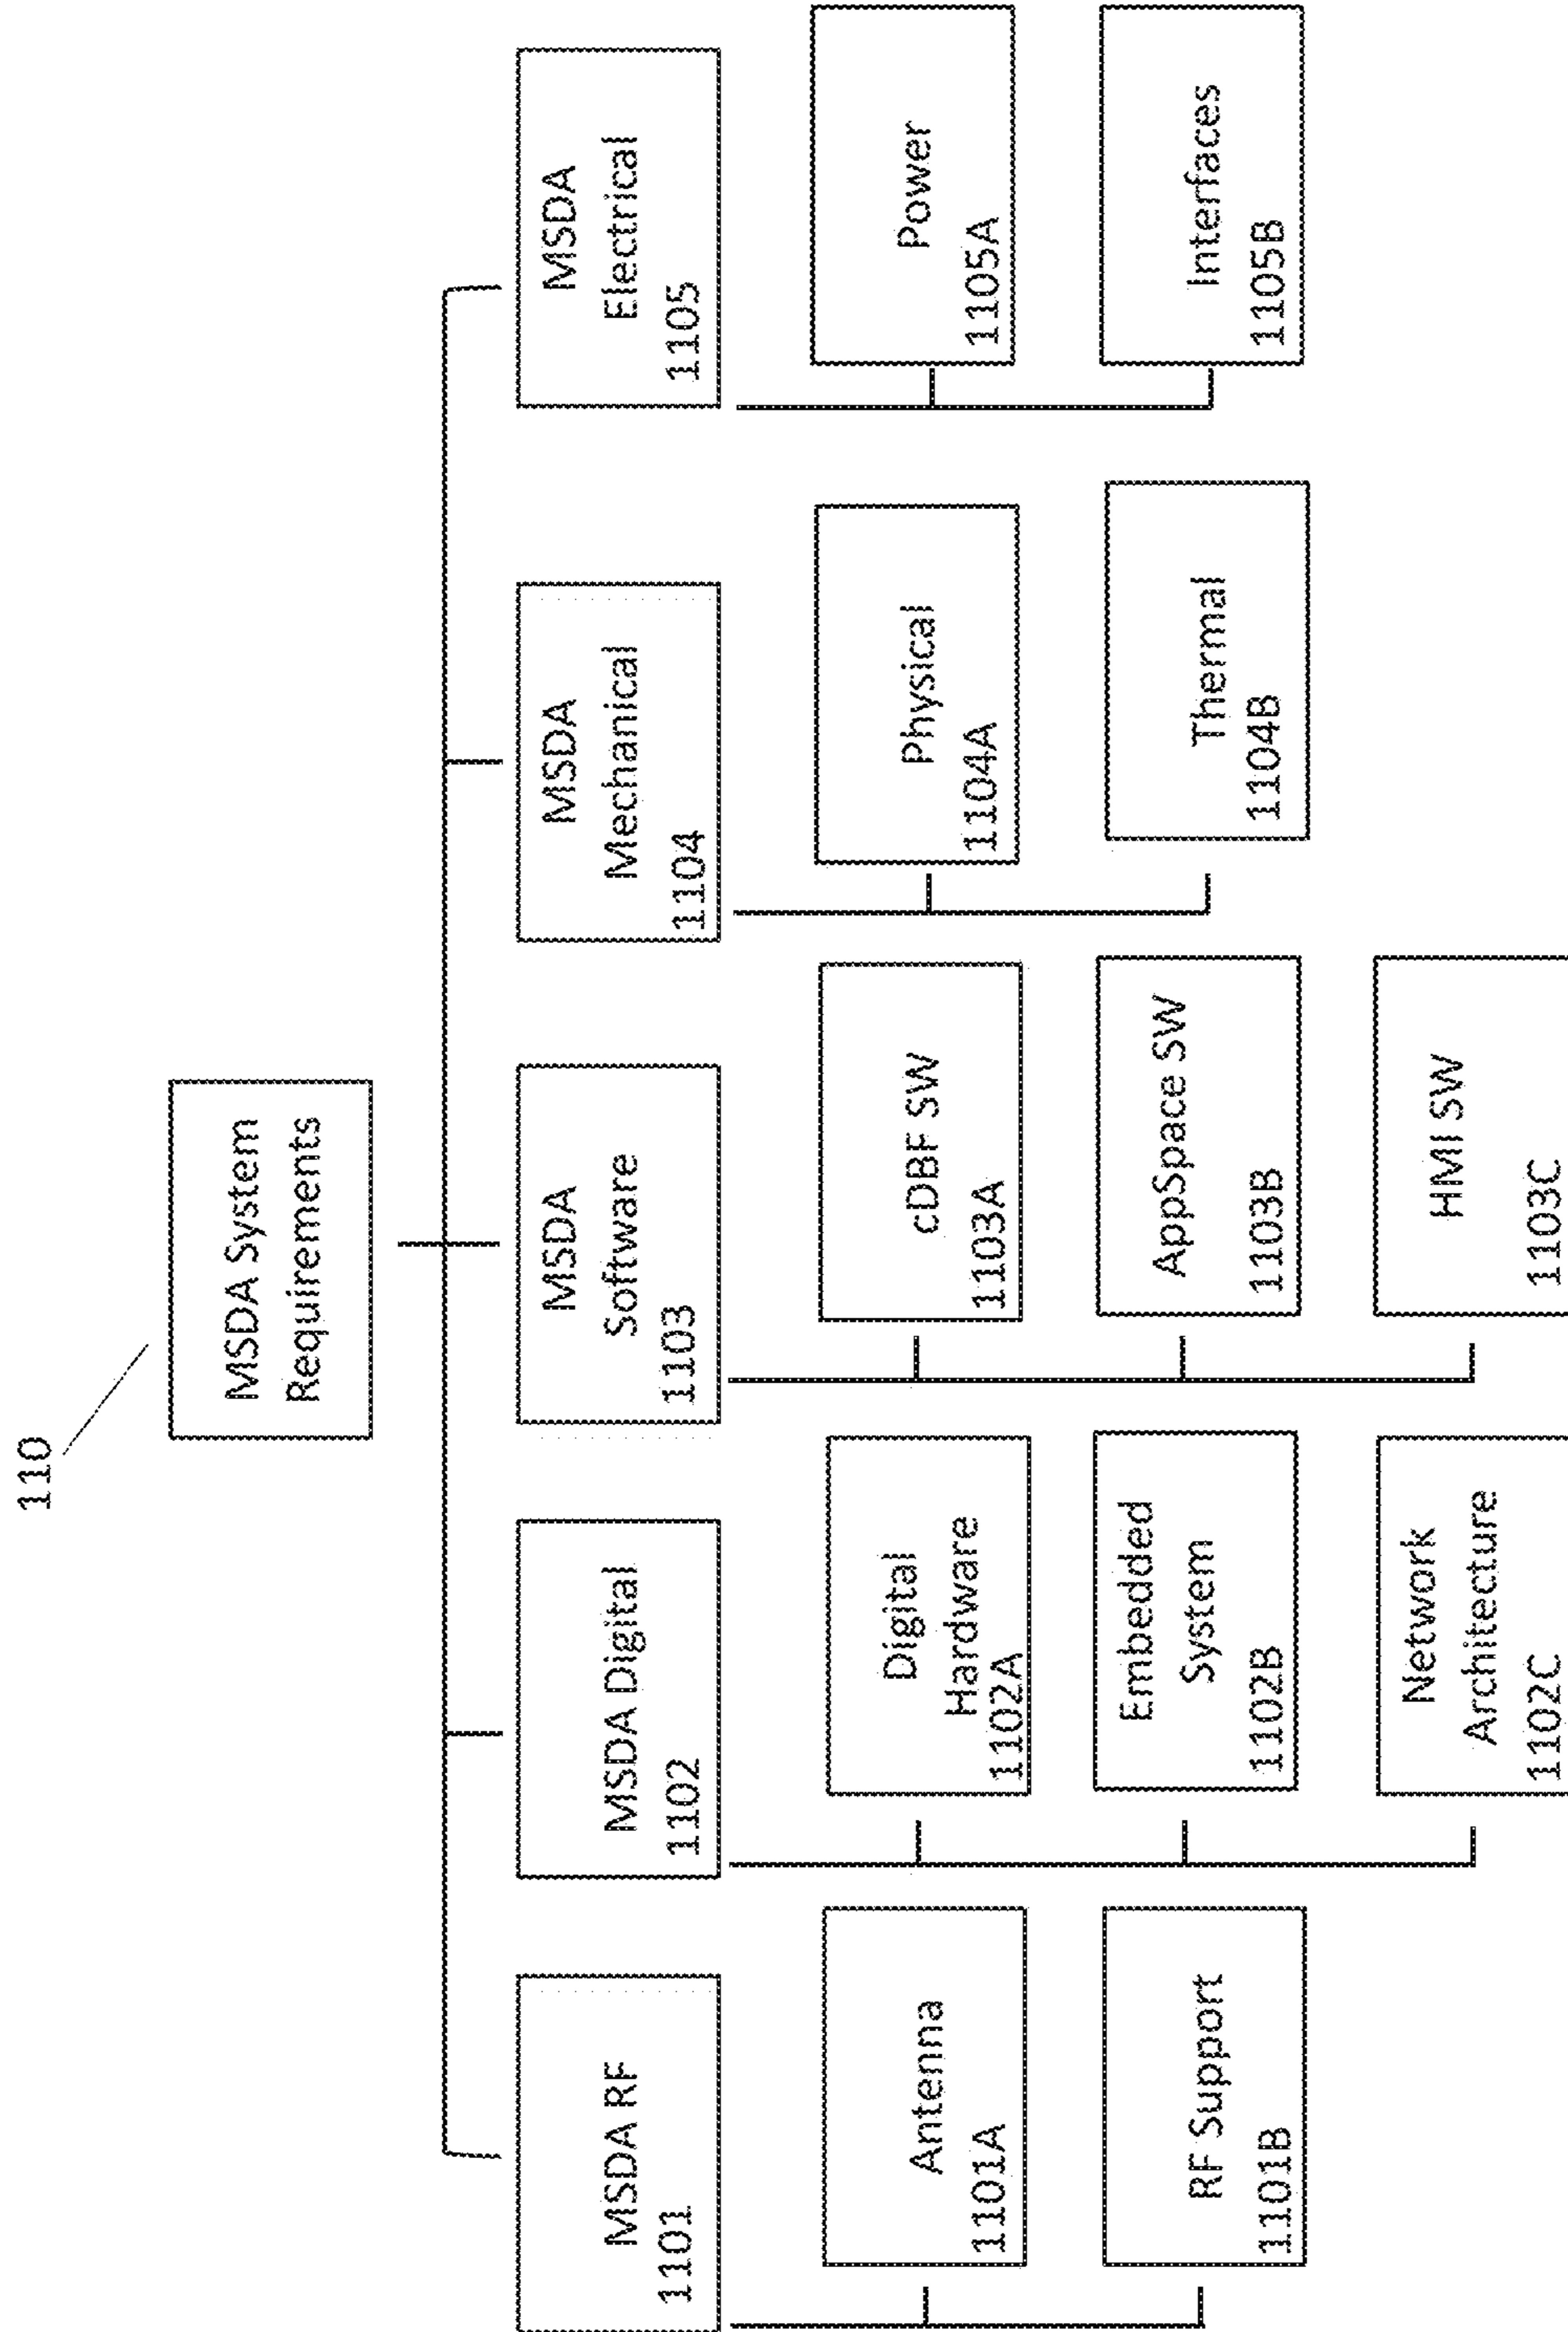 110
MSDA System
Requirements
MSDA RF
1101
Antenna
1101A
RF Support
1101B
MSDA Digital
1102
Digital
Hardware
1102A
Embedded
System
1102B
Network
Architecture
1102C
MSDA
Software
1103
cDBF SW
1103A
AppSpace SW
1103B
HMI SW
1103C
MSDA
Mechanical
1104
Physical
1104A
Thermal
1104B
MSDA
Electrical
1105
Power
1105A
Interfaces
1105B